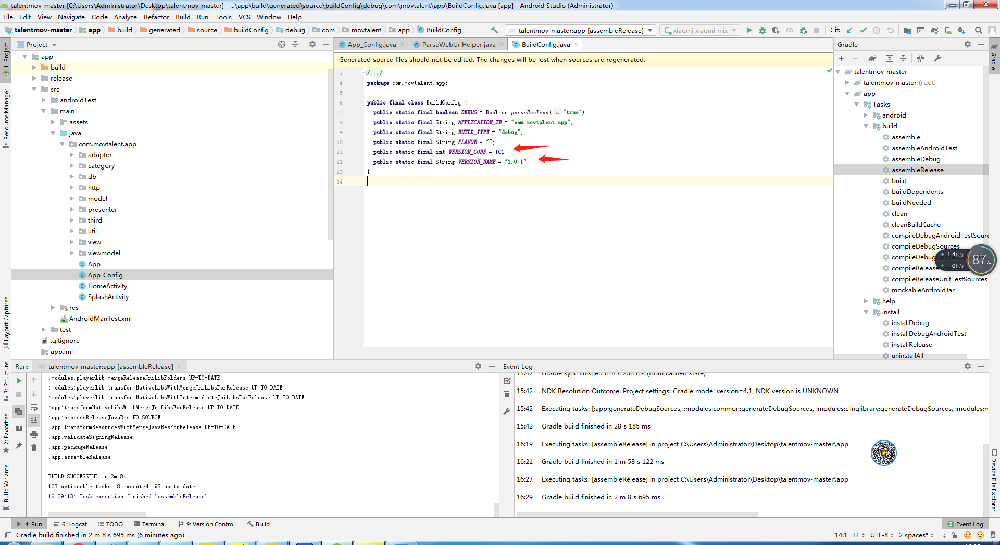 talentmov-master [C:\Users\Administrator\Desktop\talentmov-master] - ...\app\build\generated\source\buildConfig\debug\com\movtalent\app\BuildConfig.java [app] - Android Studio (Administrator)
File Edit View Navigate Code Analyze Refactor Build Run Tools VCS Window Help
talentmov-master app build generated source buildConfig debug com movtalent app BuildConfig
talentmov-master:app [assembleRelease] xiaomi xiaomi mix Git:
1: Project
Resource Manager
Layout Captures
7: Structure
2: Favorites
Build Variants
Project
app
build
release
src
androidTest
main
assets
java
com.movtalent.app
adapter
category
db
http
model
presenter
third
util
view
viewmodel
App
App_Config
HomeActivity
SplashActivity
res
AndroidManifest.xml
test
.gitignore
app.iml
App_Config.java ParseWebUrlHelper.java BuildConfig.java
Generated source files should not be edited. The changes will be lost when sources are regenerated.
1 /.../
4 package com.movtalent.app;
5
6 public final class BuildConfig {
7 public static final boolean DEBUG = Boolean.parseBoolean( s: "true");
8 public static final String APPLICATION_ID = "com.movtalent.app";
9 public static final String BUILD_TYPE = "debug";
10 public static final String FLAVOR = "";
11 public static final int VERSION_CODE = 101;
12 public static final String VERSION_NAME = "1.0.1";
13 }
14
Gradle
talentmov-master
talentmov-master (root)
app
Tasks
android
build
assemble
assembleAndroidTest
assembleDebug
assembleRelease
build
buildDependents
buildNeeded
clean
cleanBuildCache
compileDebugAndroidTestSourc
compileDebugSources
compileDebugUnitTestSources
compileReleaseSources
compileReleaseUnitTestSources
mockableAndroidJar
help
install
installDebug
installDebugAndroidTest
installRelease
uninstallAll
1.4K/s
0K/s
87%
Gradle
Device File Explorer
Run: talentmov-master:app [assembleRelease]
:modules:playerlib:mergeReleaseJniLibFolders UP-TO-DATE
:modules:playerlib:transformNativeLibsWithMergeJniLibsForRelease UP-TO-DATE
:modules:playerlib:transformNativeLibsWithIntermediateJniLibsForRelease UP-TO-DATE
:app:transformNativeLibsWithMergeJniLibsForRelease UP-TO-DATE
:app:processReleaseJavaRes NO-SOURCE
:app:transformResourcesWithMergeJavaResForRelease UP-TO-DATE
:app:validateSigningRelease
:app:packageRelease
:app:assembleRelease
BUILD SUCCESSFUL in 2m 8s
103 actionable tasks: 8 executed, 95 up-to-date
16:29:13: Task execution finished 'assembleRelease'.
Event Log
15:42 Gradle sync finished in 4 s 258 ms (from cached state)
15:42 NDK Resolution Outcome: Project settings: Gradle model version=4.1, NDK version is UNKNOWN
15:42 Executing tasks: [:app:generateDebugSources, :modules:common:generateDebugSources, :modules:clinglibrary:generateDebugSources, :modules:m
15:42 Gradle build finished in 28 s 185 ms
16:19 Executing tasks: [assembleRelease] in project C:\Users\Administrator\Desktop\talentmov-master\app
16:21 Gradle build finished in 1 m 58 s 122 ms
16:27 Executing tasks: [assembleRelease] in project C:\Users\Administrator\Desktop\talentmov-master\app
16:29 Gradle build finished in 2 m 8 s 695 ms
4: Run 6: Logcat TODO Terminal 9: Version Control Build 2 Event Log
Gradle build finished in 2 m 8 s 695 ms (6 minutes ago) 14:1 LF UTF-8 2 spaces*